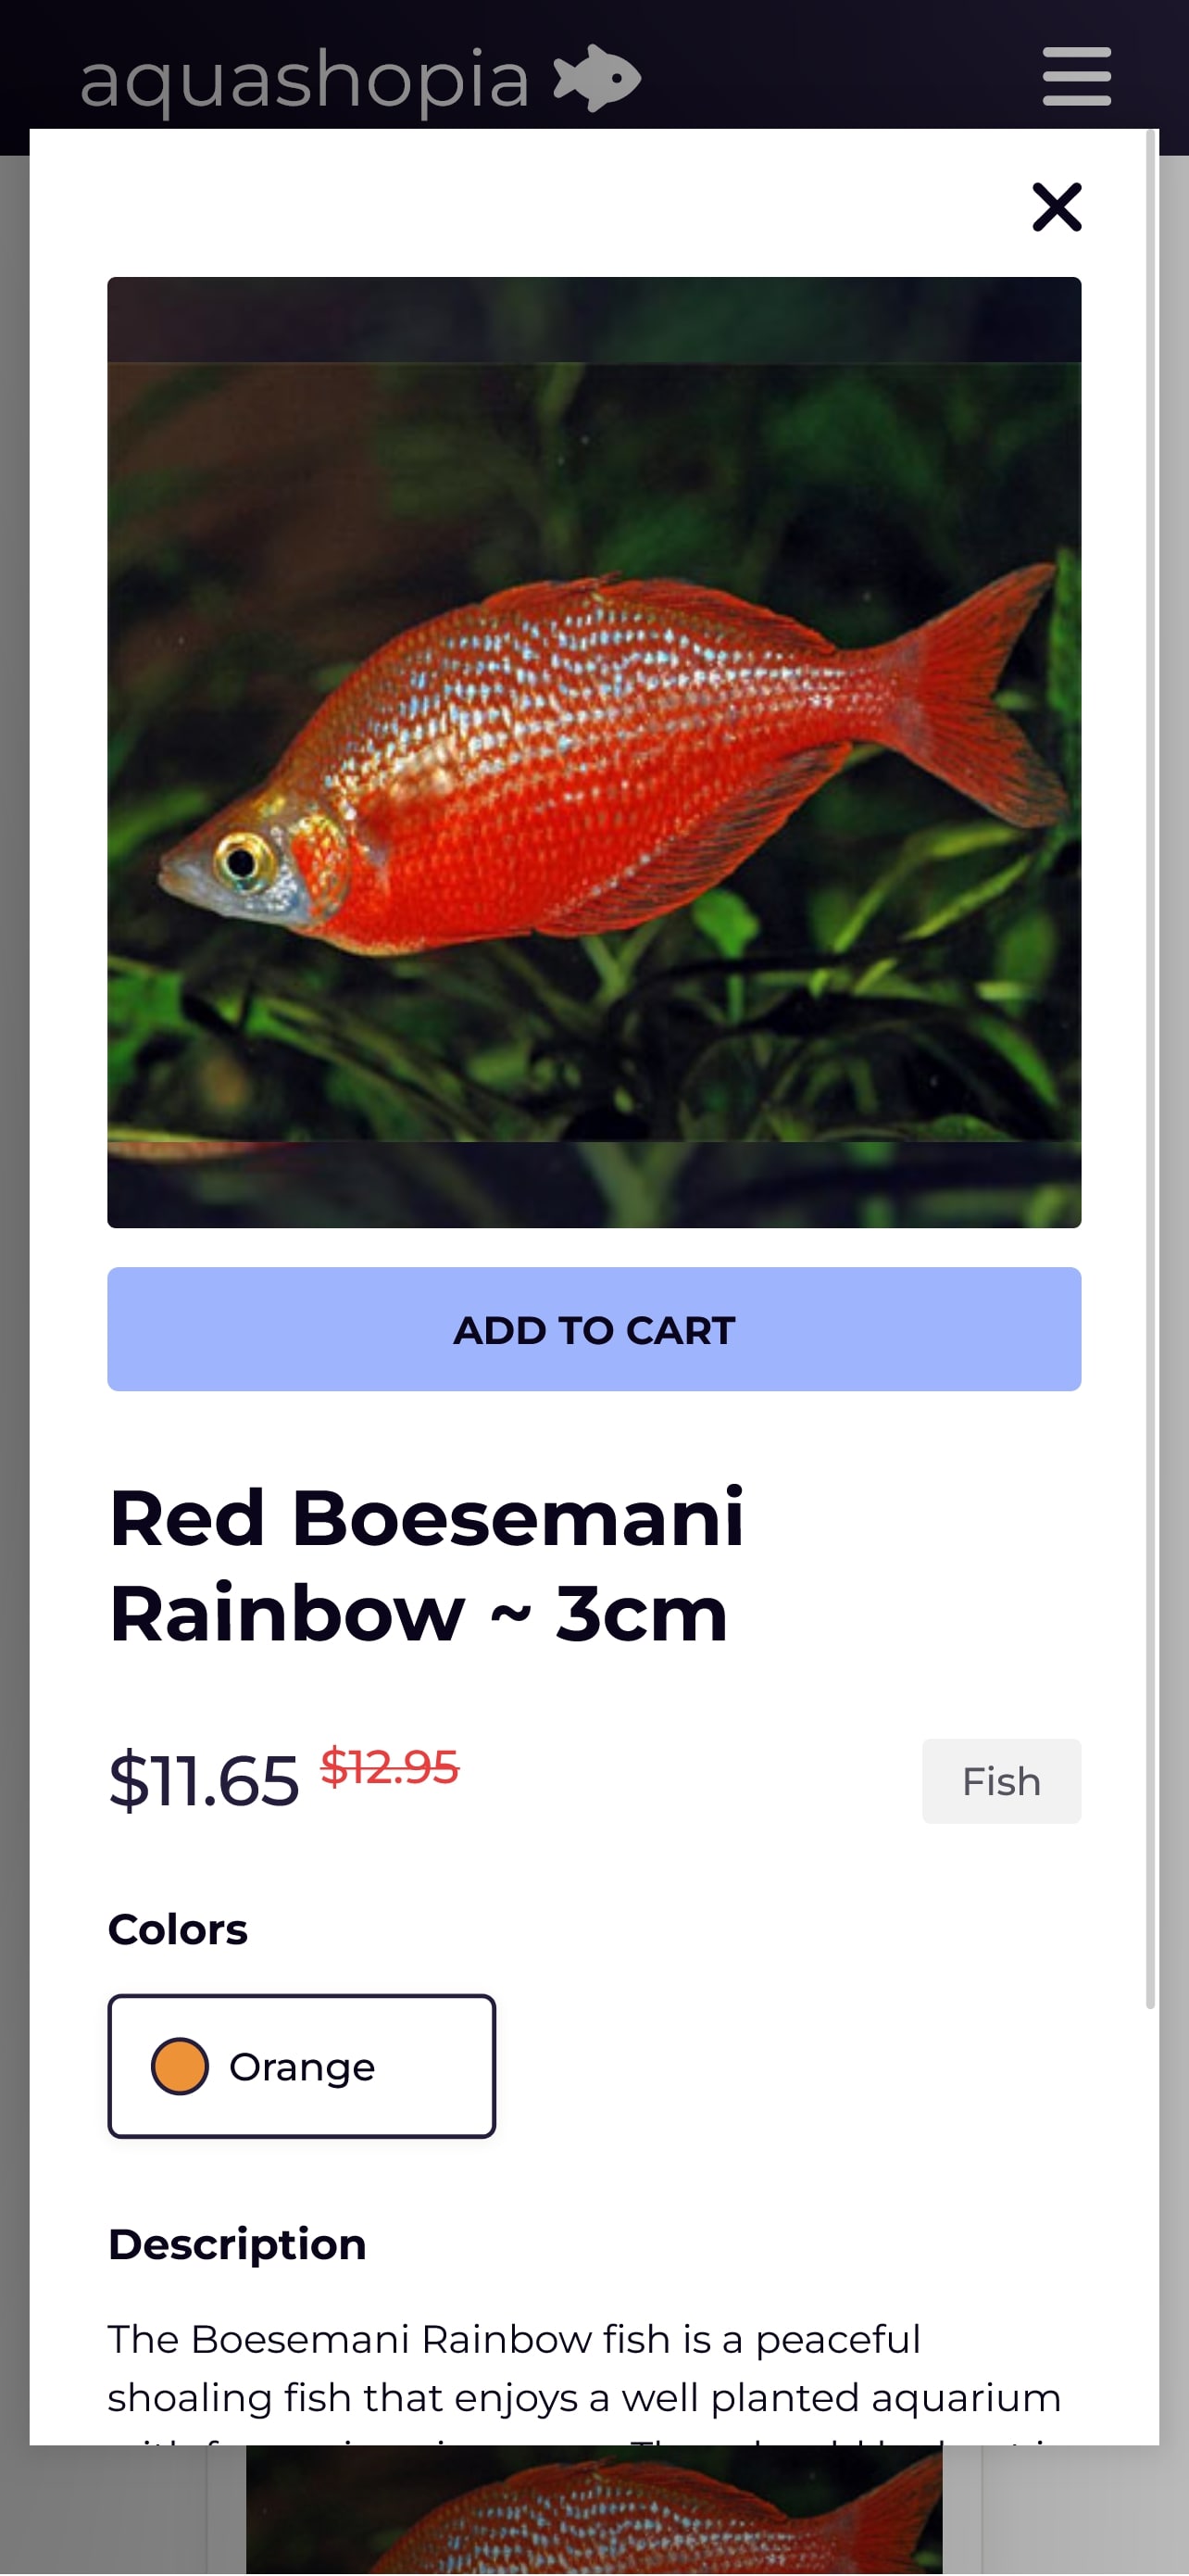 aquashopia
ADD TO CART
Red Boesemani
Rainbow ~ 3cm
$11.65 $12.95
Fish
Colors
Orange
Description
The Boesemani Rainbow fish is a peaceful
shoaling fish that enjoys a well planted aquarium